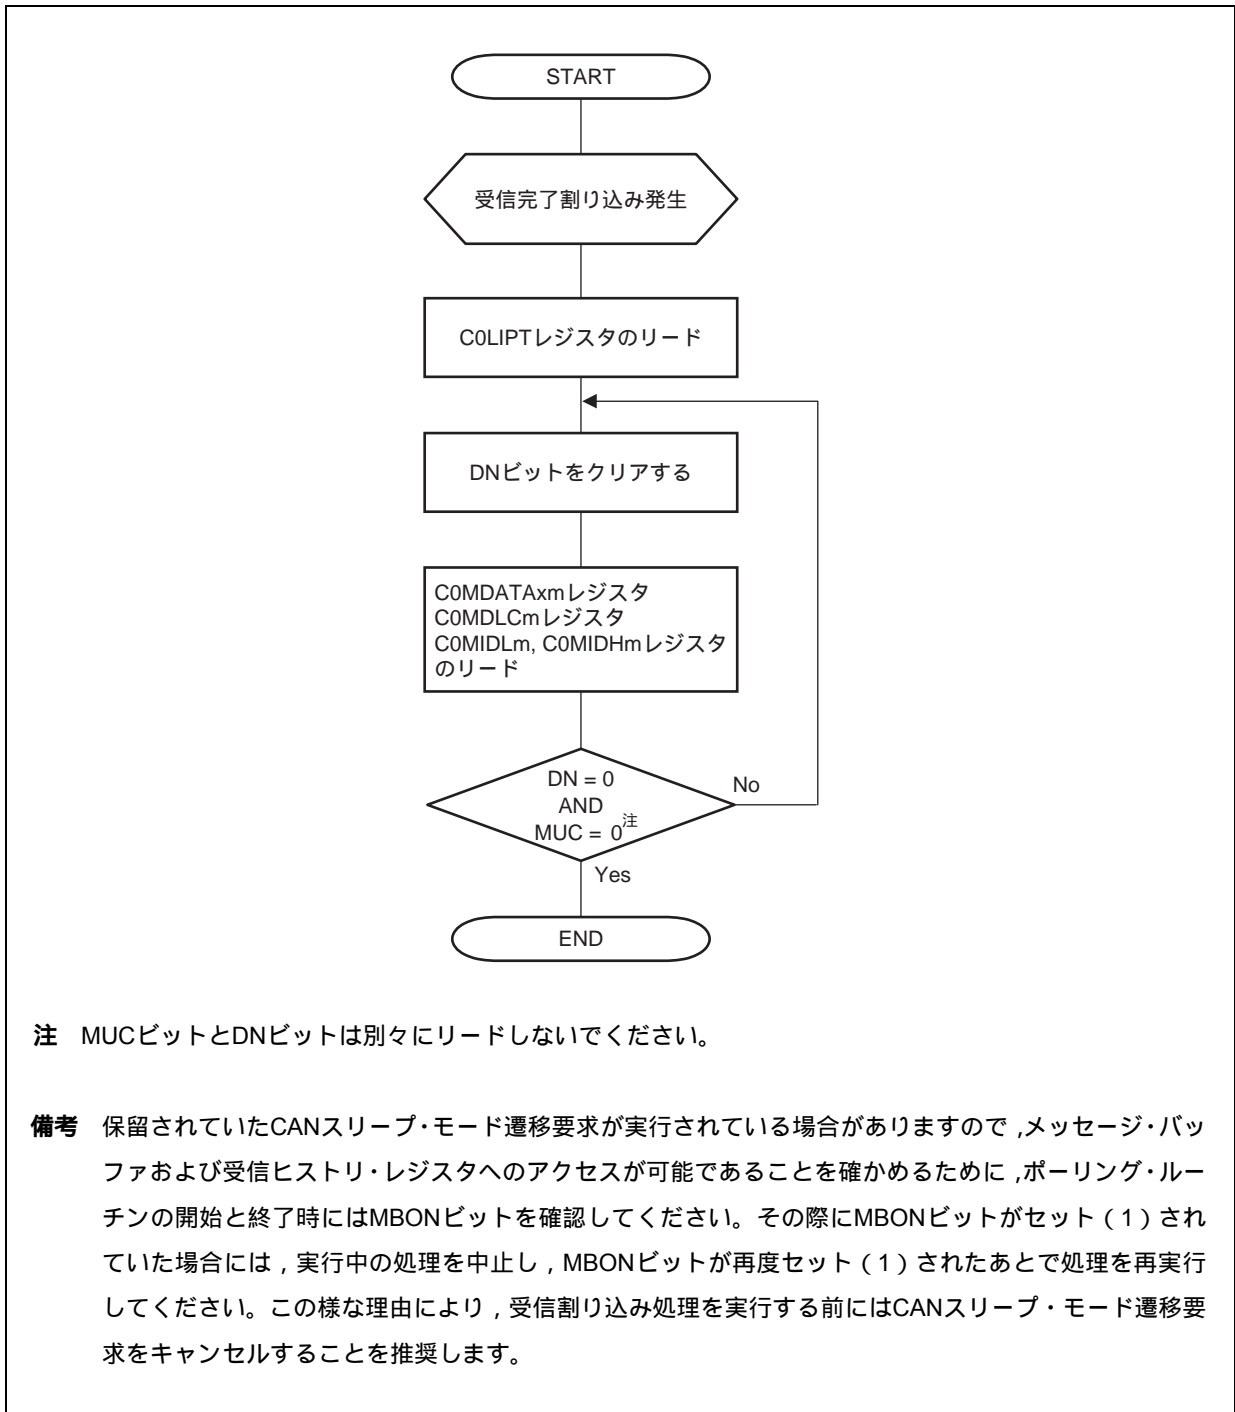 START
受信完了割り込み発生
C0LIPTレジスタのリード
DNビットをクリアする
C0MDATAxmレジスタ
C0MDLCmレジスタ
C0MIDLm, C0MIDHmレジスタ
のリード
DN = 0
AND
MUC = 0注
No
Yes
END
注 MUCビットとDNビットは別々にリードしないでください。
備考 保留されていたCANスリープ・モード遷移要求が実行されている場合がありますので,メッセージ・バッ
ファおよび受信ヒストリ・レジスタへのアクセスが可能であることを確かめるために,ポーリング・ルー
チンの開始と終了時にはMBONビットを確認してください。その際にMBONビットがセット(1)され
ていた場合には,実行中の処理を中止し,MBONビットが再度セット(1)されたあとで処理を再実行
してください。この様な理由により,受信割り込み処理を実行する前にはCANスリープ・モード遷移要
求をキャンセルすることを推奨します。